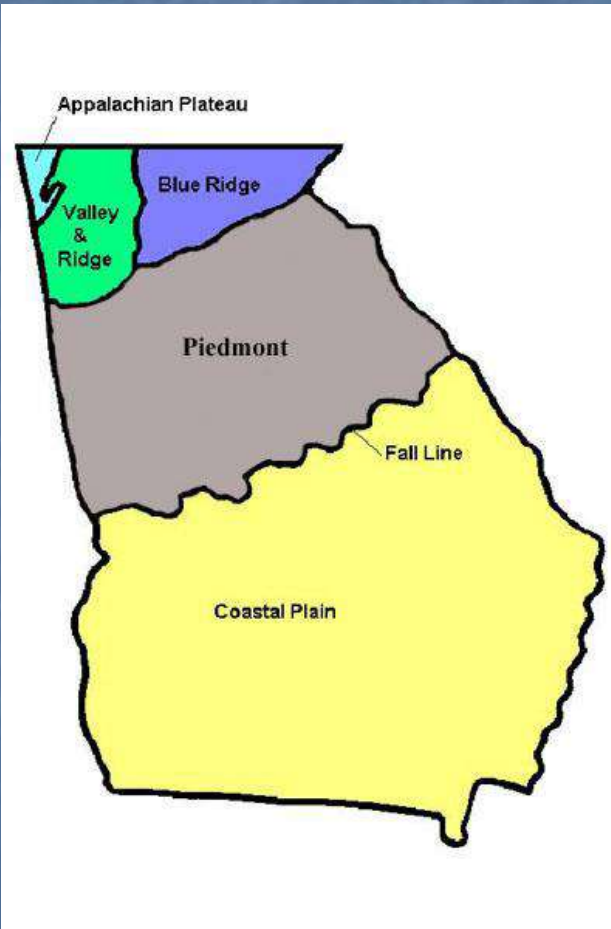 Appalachian Plateau
Blue Ridge
Valley
&
Ridge
Piedmont
Fall Line
Coastal Plain